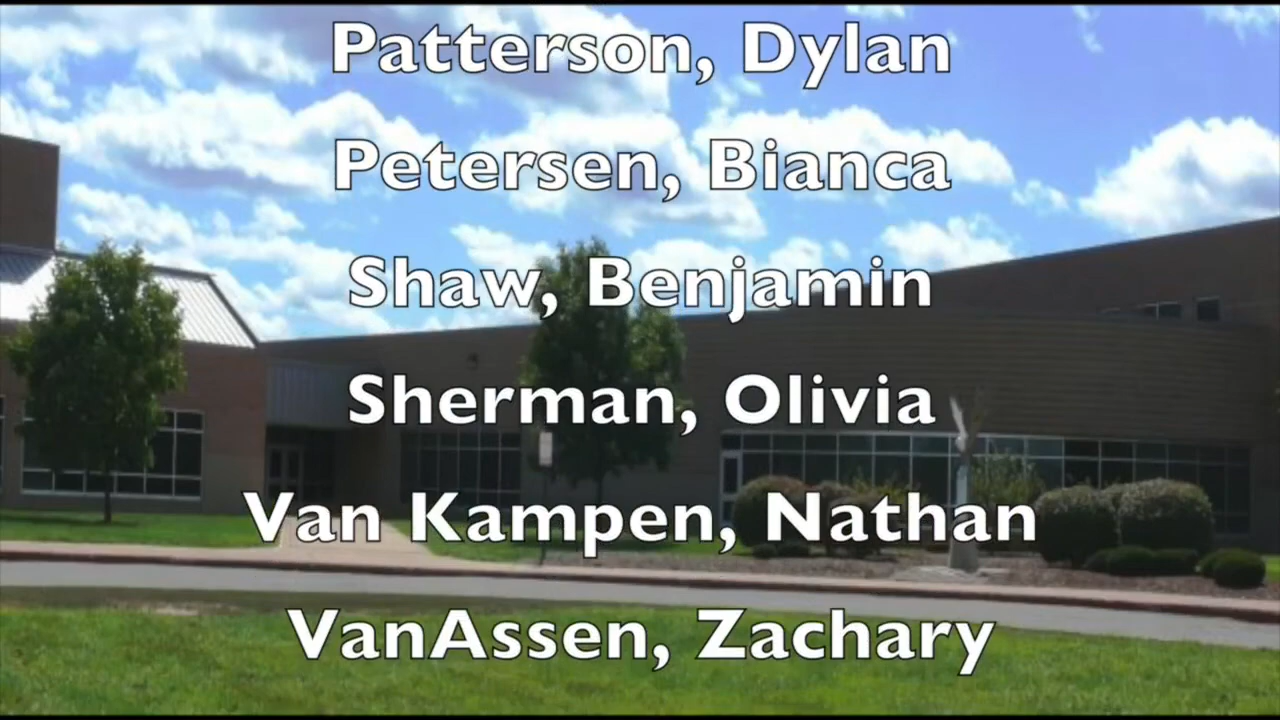 Patterson, Dylan
Petersen, Bianca
Shaw, Benjamin
Sherman, Olivia
Van Kampen, Nathan
VanAssen, Zachary